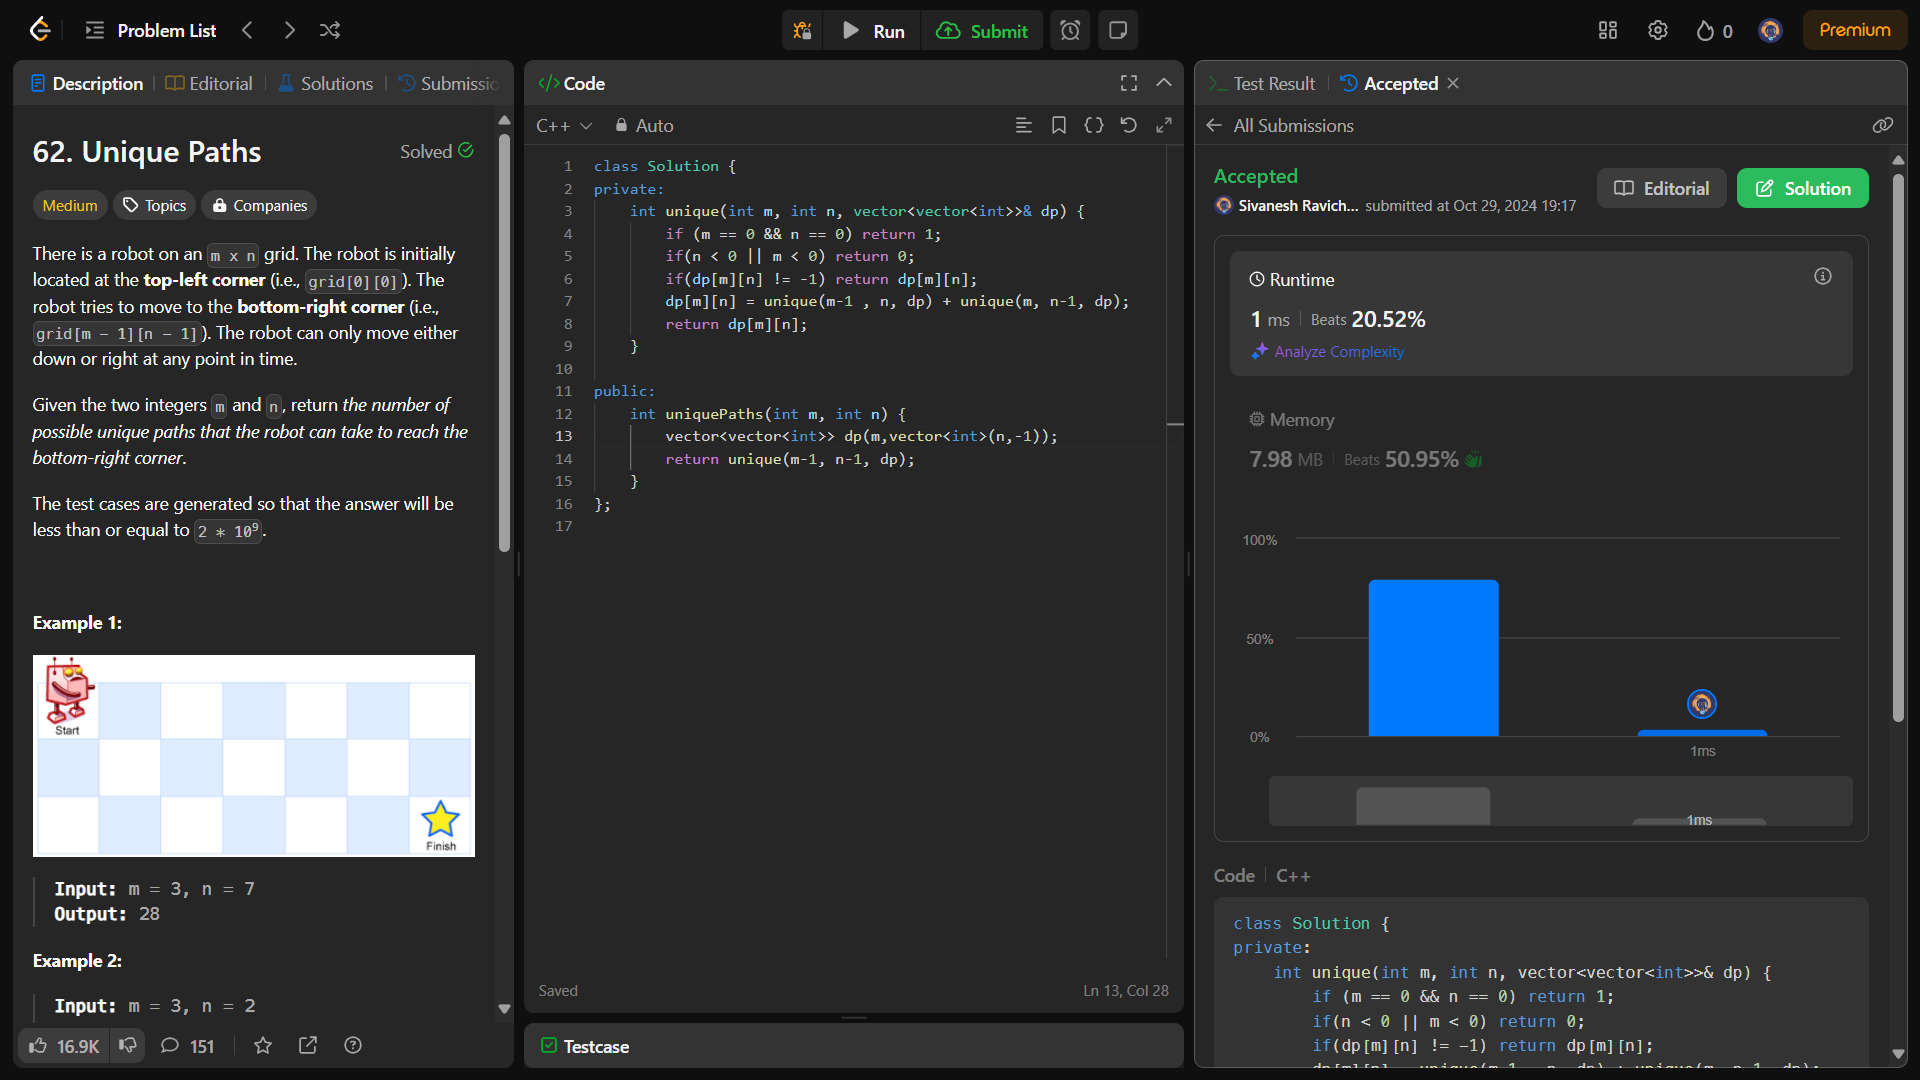 Problem List
Run
Submit
0
Premium
Description
Editorial
Solutions
Submissio
62. Unique Paths
Solved
Medium
Topics
Companies
There is a robot on an m x n grid. The robot is initially
located at the top-left corner (i.e., grid[0][0]). The
robot tries to move to the bottom-right corner (i.e.,
grid[m - 1][n - 1]). The robot can only move either
down or right at any point in time.
Given the two integers m and n, return the number of
possible unique paths that the robot can take to reach the
bottom-right corner.
The test cases are generated so that the answer will be
less than or equal to 2 * 10⁹.
Example 1:
Start
Finish
Input: m = 3, n = 7
Output: 28
Example 2:
Input: m = 3, n = 2
16.9K
151
Code
C++
Auto
1 class Solution {
2 private:
3     int unique(int m, int n, vector<vector<int>>& dp) {
4         if (m == 0 && n == 0) return 1;
5         if(n < 0 || m < 0) return 0;
6         if(dp[m][n] != -1) return dp[m][n];
7         dp[m][n] = unique(m-1 , n, dp) + unique(m, n-1, dp);
8         return dp[m][n];
9     }
10
11 public:
12     int uniquePaths(int m, int n) {
13         vector<vector<int>> dp(m,vector<int>(n,-1));
14         return unique(m-1, n-1, dp);
15     }
16 };
17
Saved
Ln 13, Col 28
Testcase
Test Result
Accepted
All Submissions
Accepted
Sivanesh Ravich... submitted at Oct 29, 2024 19:17
Editorial
Solution
Runtime
1 ms
Beats 20.52%
Analyze Complexity
Memory
7.98 MB
Beats 50.95%
100%
50%
0%
1ms
1ms
Code
C++
class Solution {
private:
    int unique(int m, int n, vector<vector<int>>& dp) {
        if (m == 0 && n == 0) return 1;
        if(n < 0 || m < 0) return 0;
        if(dp[m][n] != -1) return dp[m][n];
        dp[m][n] = unique(m-1 , n, dp) + unique(m, n-1, dp);